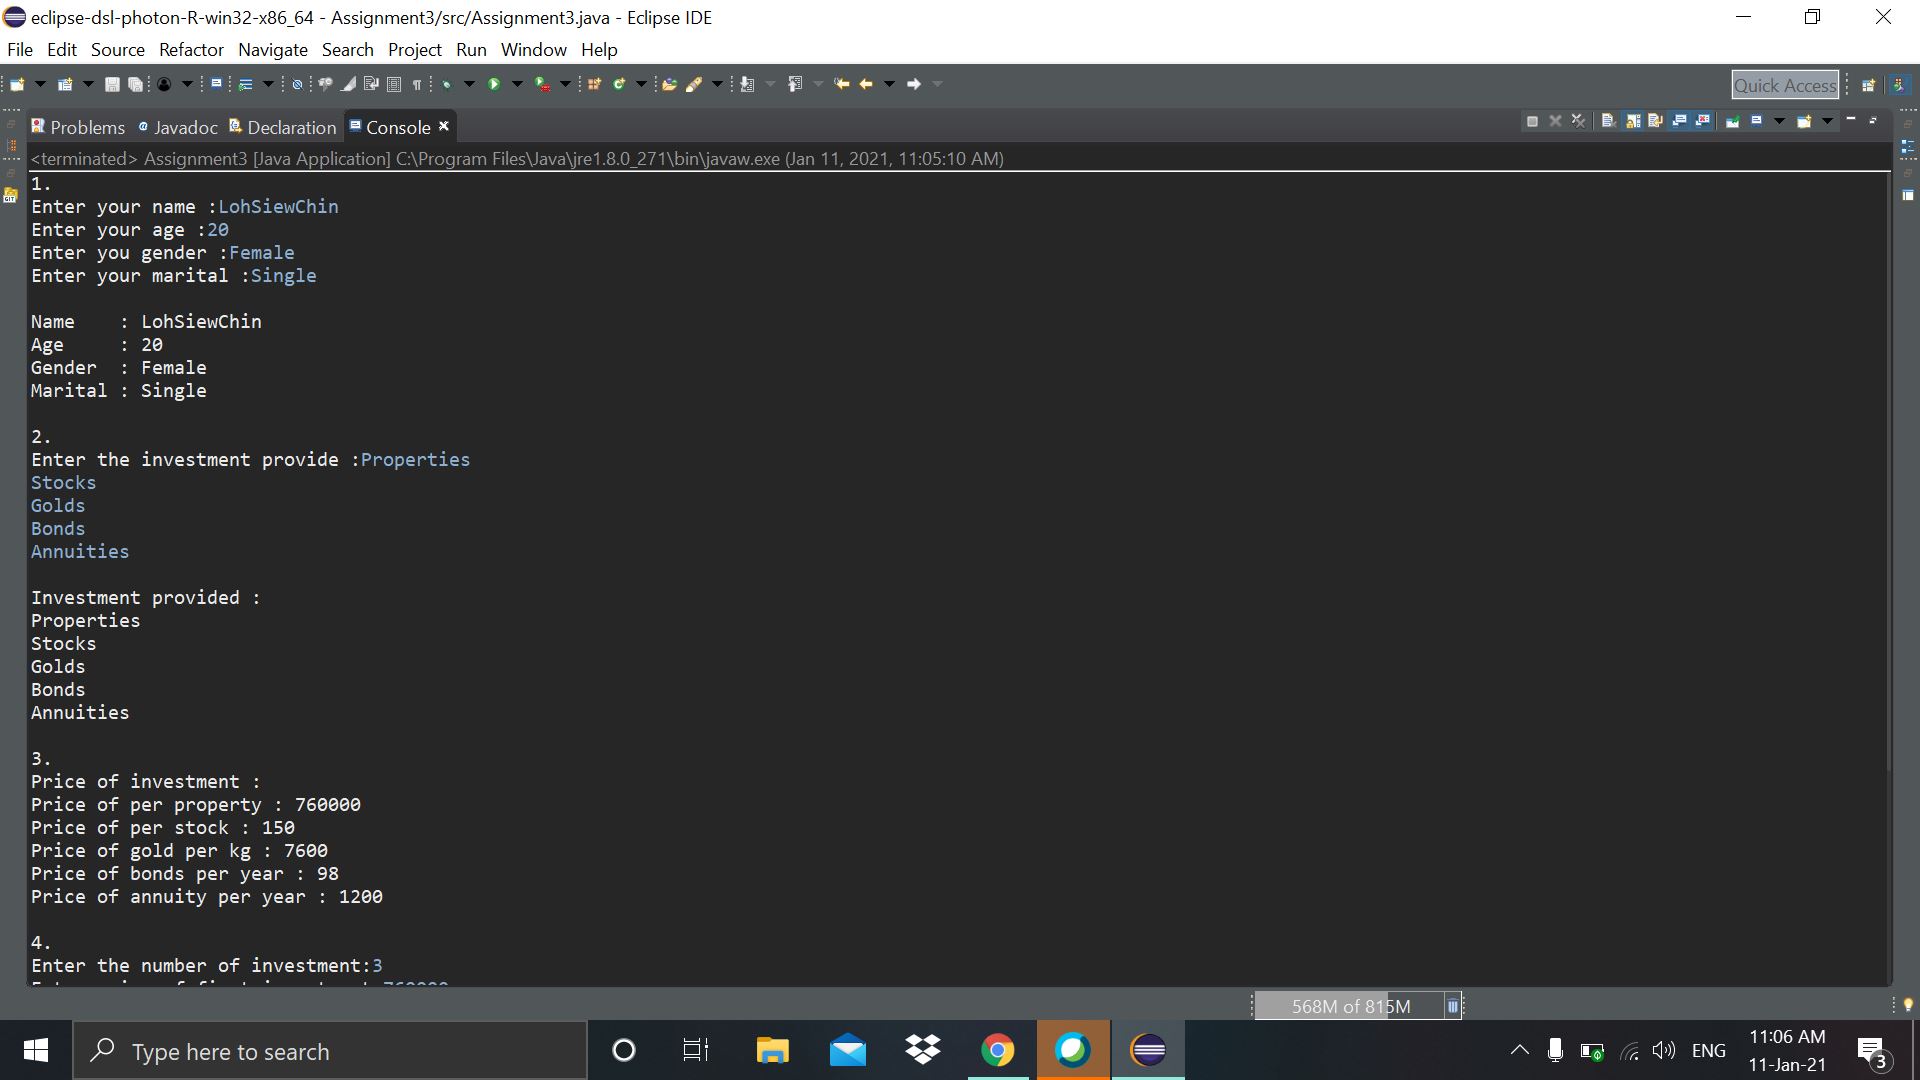 eclipse-dsl-photon-R-win32-x86_64 - Assignment3/src/Assignment3.java - Eclipse IDE
File Edit Source Refactor Navigate Search Project Run Window Help
Quick Access
Problems Javadoc Declaration Console
<terminated> Assignment3 [Java Application] C:\Program Files\Java\jre1.8.0_271\bin\javaw.exe (Jan 11, 2021, 11:05:10 AM)
1.
Enter your name :LohSiewChin
Enter your age :20
Enter you gender :Female
Enter your marital :Single
Name : LohSiewChin
Age : 20
Gender : Female
Marital : Single
2.
Enter the investment provide :Properties
Stocks
Golds
Bonds
Annuities
Investment provided :
Properties
Stocks
Golds
Bonds
Annuities
3.
Price of investment :
Price of per property : 760000
Price of per stock : 150
Price of gold per kg : 7600
Price of bonds per year : 98
Price of annuity per year : 1200
4.
Enter the number of investment:3
568M of 815M
Type here to search
ENG
11:06 AM
11-Jan-21
3